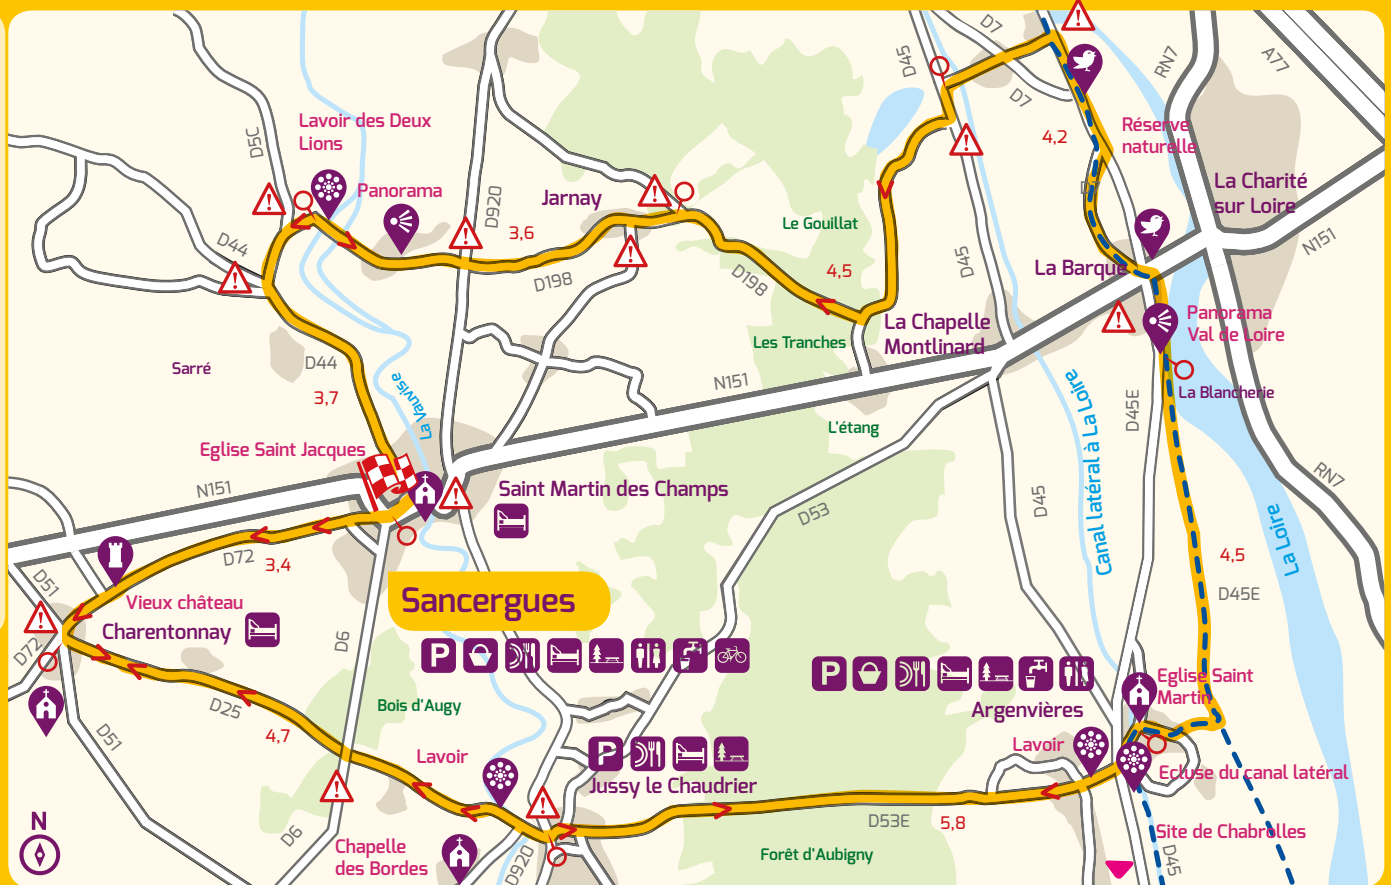 D7
D45
RN7
A77
D7
4,2
Réserve
naturelle
D5C
Lavoir des Deux
Lions
Panorama
D920
3,6
Jarnay
Le Gouillat
La Charité
sur Loire
N151
D44
D198
D198
4,5
D45
La Barque
La Chapelle
Montlinard
Panorama
Val de Loire
Les Tranches
Sarré
D44
3,7
La Vauvise
N151
La Blancherie
D45E
Canal latéral à La Loire
L'étang
Eglise Saint Jacques
N151
Saint Martin des Champs
D53
D45
RN7
La Loire
D72
3,4
4,5
D45E
D51
Vieux château
Charentonnay
D72
Sancergues
P
D6
P
Argenvières
Eglise Saint
Martin
D25
4,7
Bois d'Augy
D51
Lavoir
P
Jussy le Chaudrier
Lavoir
Ecluse du canal latéral
D53E
5,8
Site de Chabrolles
D6
Chapelle
des Bordes
D920
Forêt d'Aubigny
D45
N